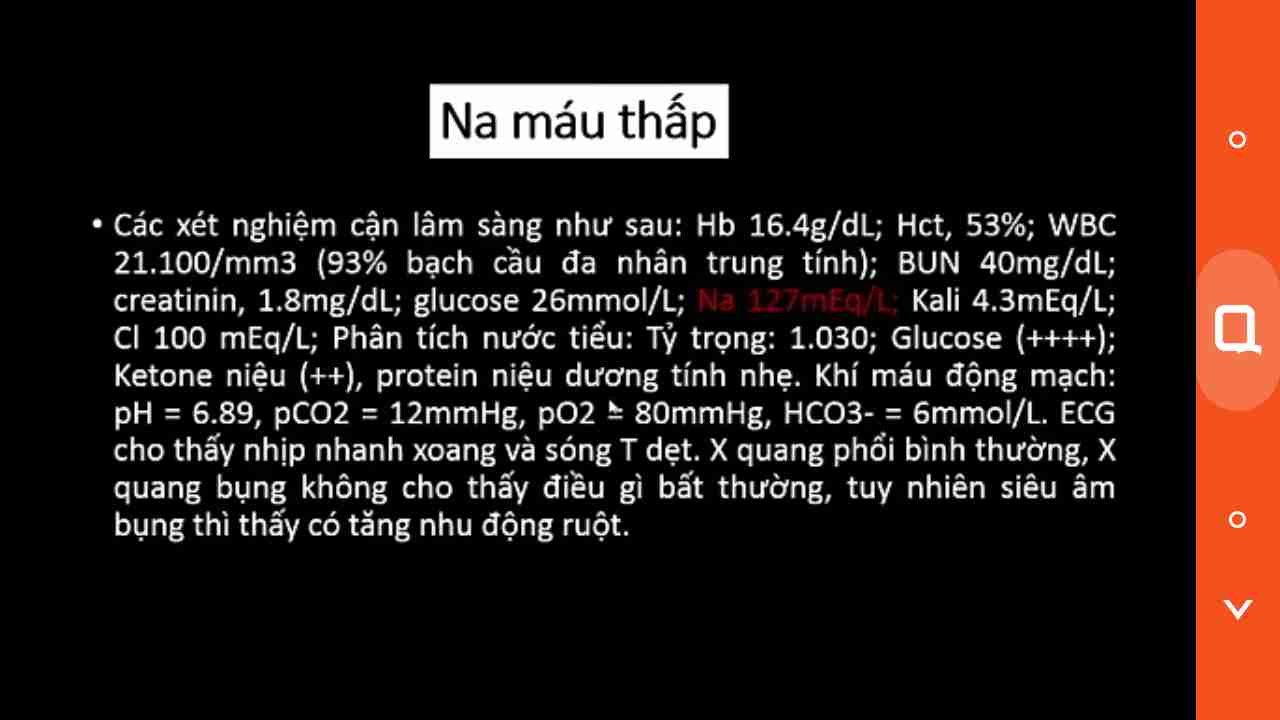 Na máu thấp
• Các xét nghiệm cận lâm sàng như sau: Hb 16.4g/dL; Hct, 53%; WBC
21.100/mm3 (93% bạch cầu đa nhân trung tính); BUN 40mg/dL;
creatinin, 1.8mg/dL; glucose 26mmol/L; Na 127mEq/L; Kali 4.3mEq/L;
Cl 100 mEq/L; Phân tích nước tiểu: Tỷ trọng: 1.030; Glucose (++++);
Ketone niệu (++), protein niệu dương tính nhẹ. Khí máu động mạch:
pH = 6.89, pCO2 = 12mmHg, pO2 = 80mmHg, HCO3- = 6mmol/L. ECG
cho thấy nhịp nhanh xoang và sóng T dẹt. X quang phổi bình thường, X
quang bụng không cho thấy điều gì bất thường, tuy nhiên siêu âm
bụng thì thấy có tăng nhu động ruột.